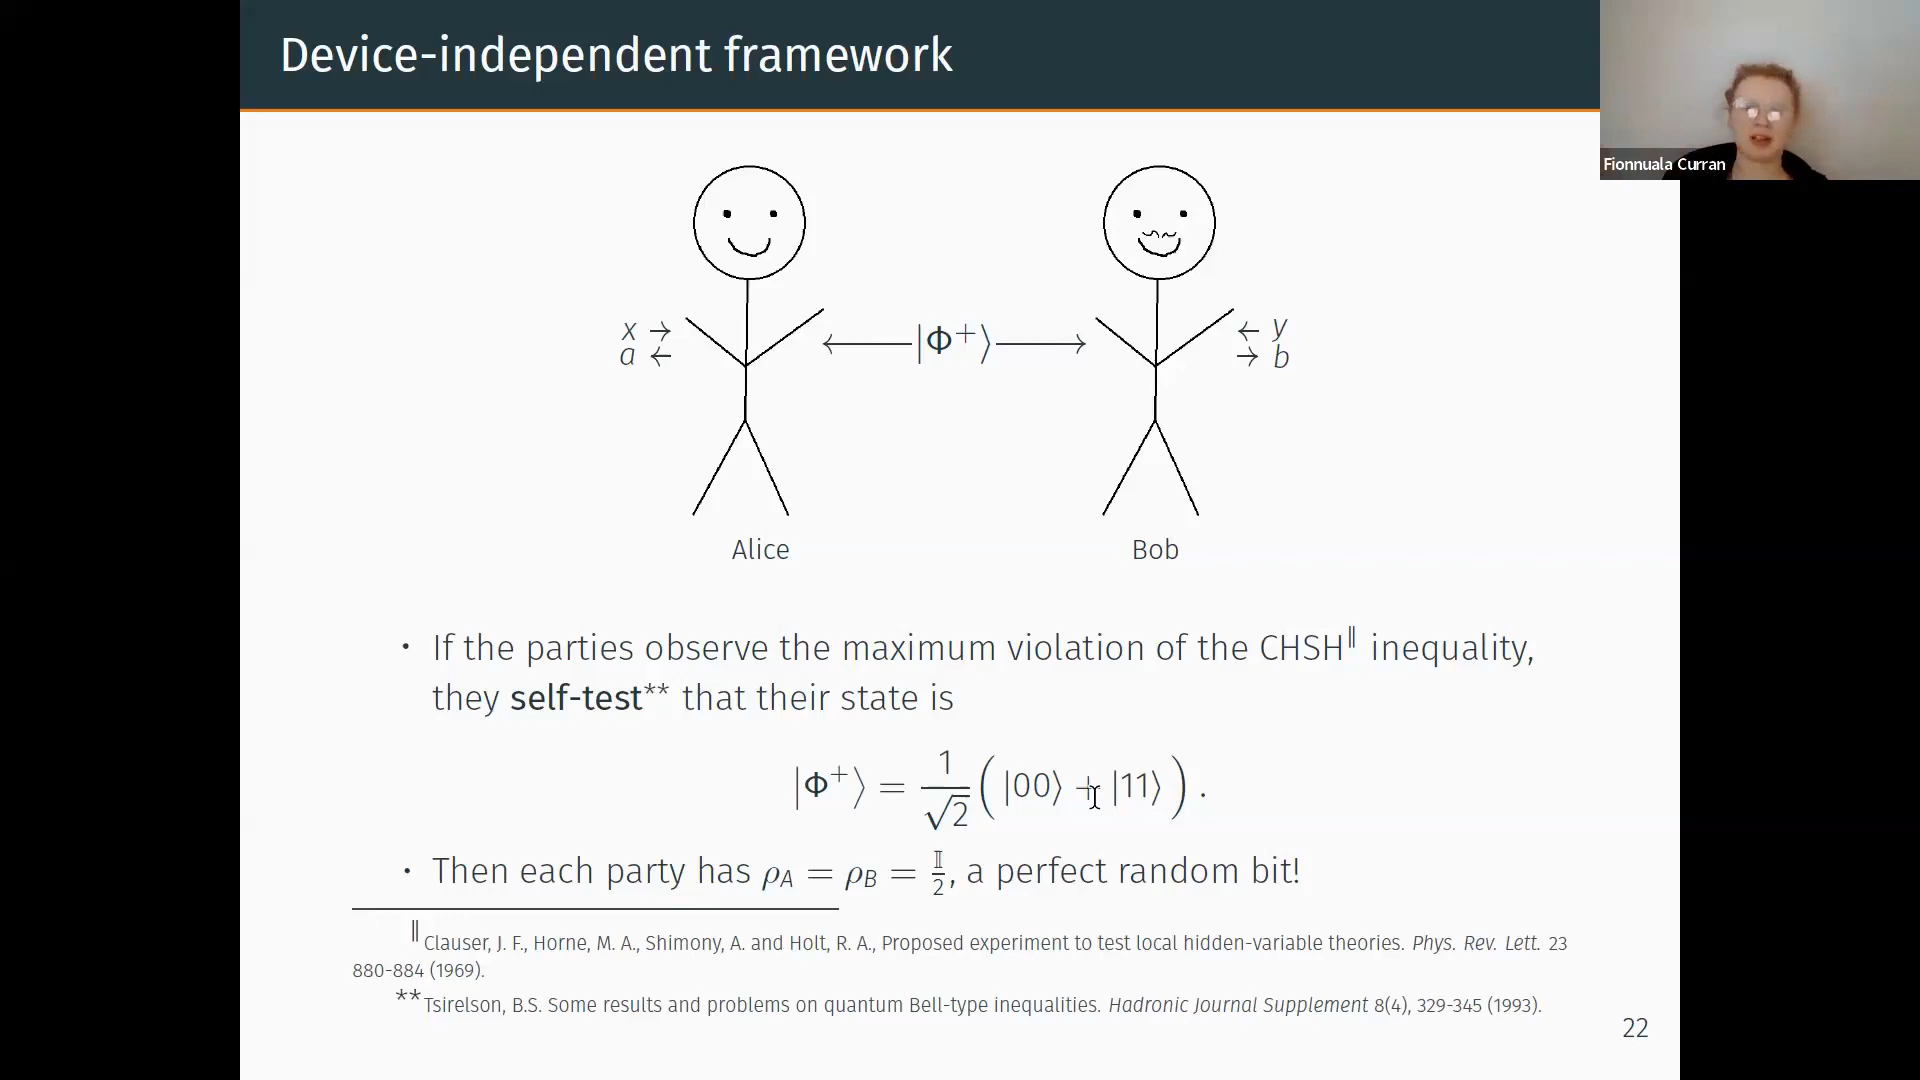 Device-independent framework
Fionnuala Curran
x → ← |Φ⁺⟩ → ← y
a ← → b
Alice Bob
• If the parties observe the maximum violation of the CHSH‖ inequality,
they self-test** that their state is
|Φ⁺⟩ = 1/√2 (|00⟩ + |11⟩).
• Then each party has ρ_A = ρ_B = 𝕀/2, a perfect random bit!
‖ Clauser, J. F., Horne, M. A., Shimony, A. and Holt, R. A., Proposed experiment to test local hidden-variable theories. Phys. Rev. Lett. 23
880-884 (1969).
** Tsirelson, B.S. Some results and problems on quantum Bell-type inequalities. Hadronic Journal Supplement 8(4), 329-345 (1993).
22